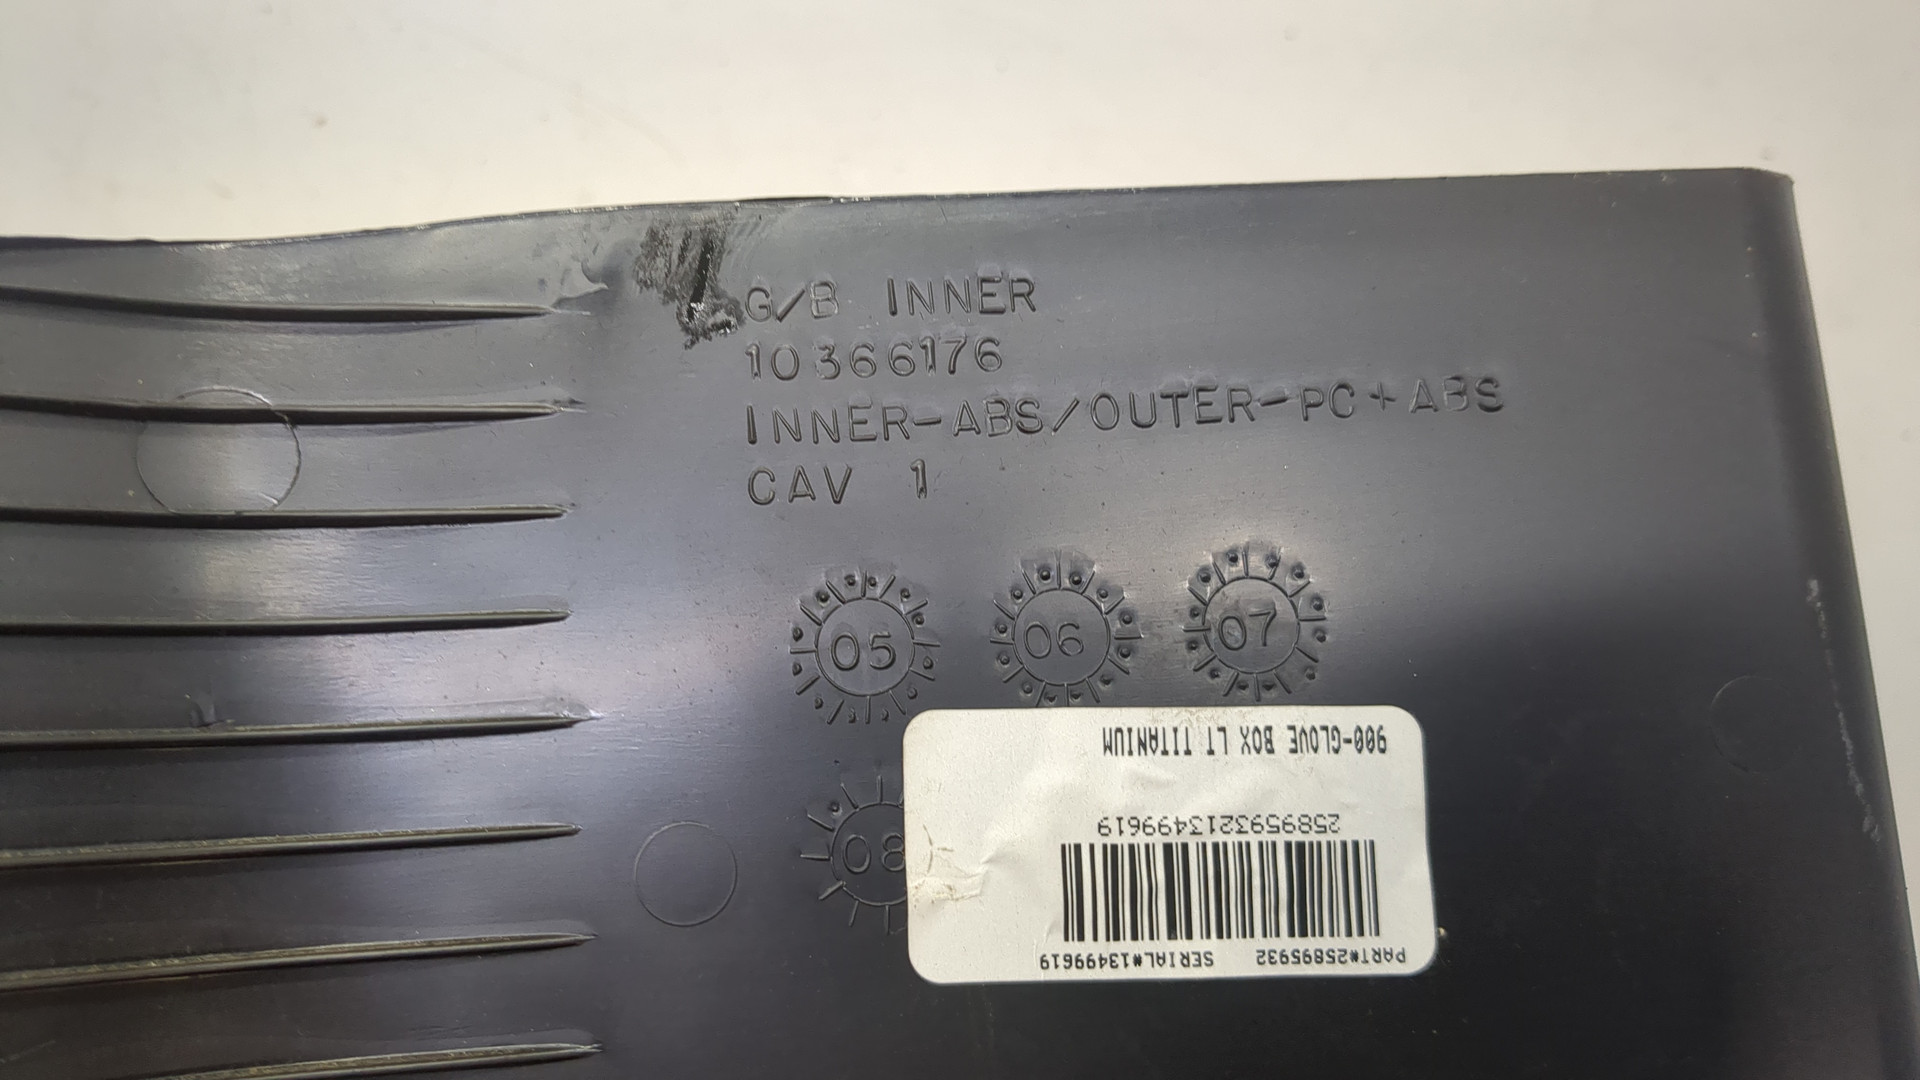 G/B INNER
10366176
INNER-ABS/OUTER-PC+ABS
CAV 1
05
06
07
08
900-GLOVE BOX LT TITANIUM
2589593213499619
PART#25895932 SERIAL#13499619